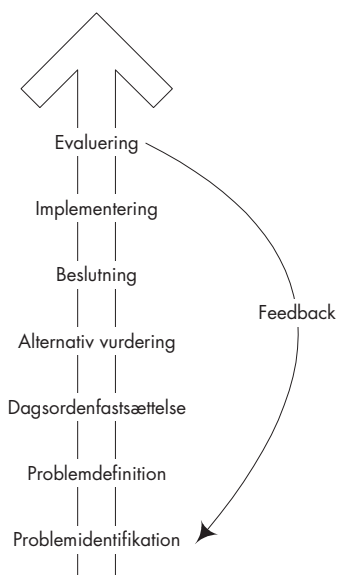 Evaluering
Implementering
Beslutning
Feedback
Alternativ vurdering
Dagsordenfastsættelse
Problemdefinition
Problemidentifikation